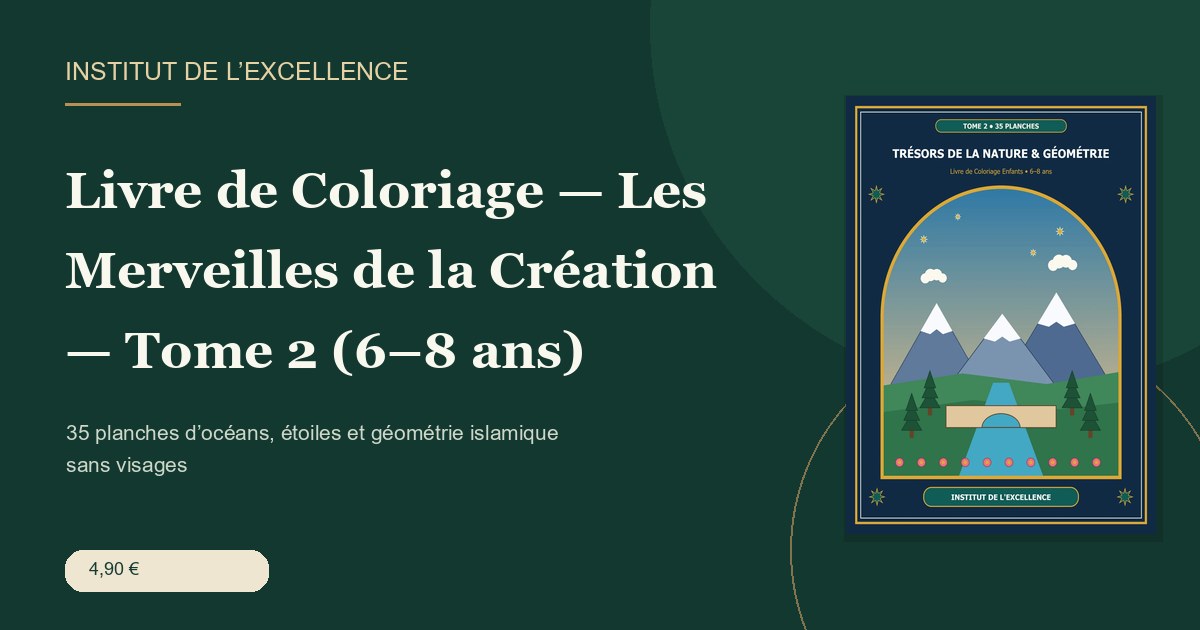 INSTITUT DE L’EXCELLENCE
Livre de Coloriage — Les
Merveilles de la Création
— Tome 2 (6–8 ans)
35 planches d’océans, étoiles et géométrie islamique
sans visages
4,90 €
TOME 2 • 35 PLANCHES
TRÉSORS DE LA NATURE & GÉOMÉTRIE
Livre de Coloriage Enfants • 6–8 ans
INSTITUT DE L'EXCELLENCE